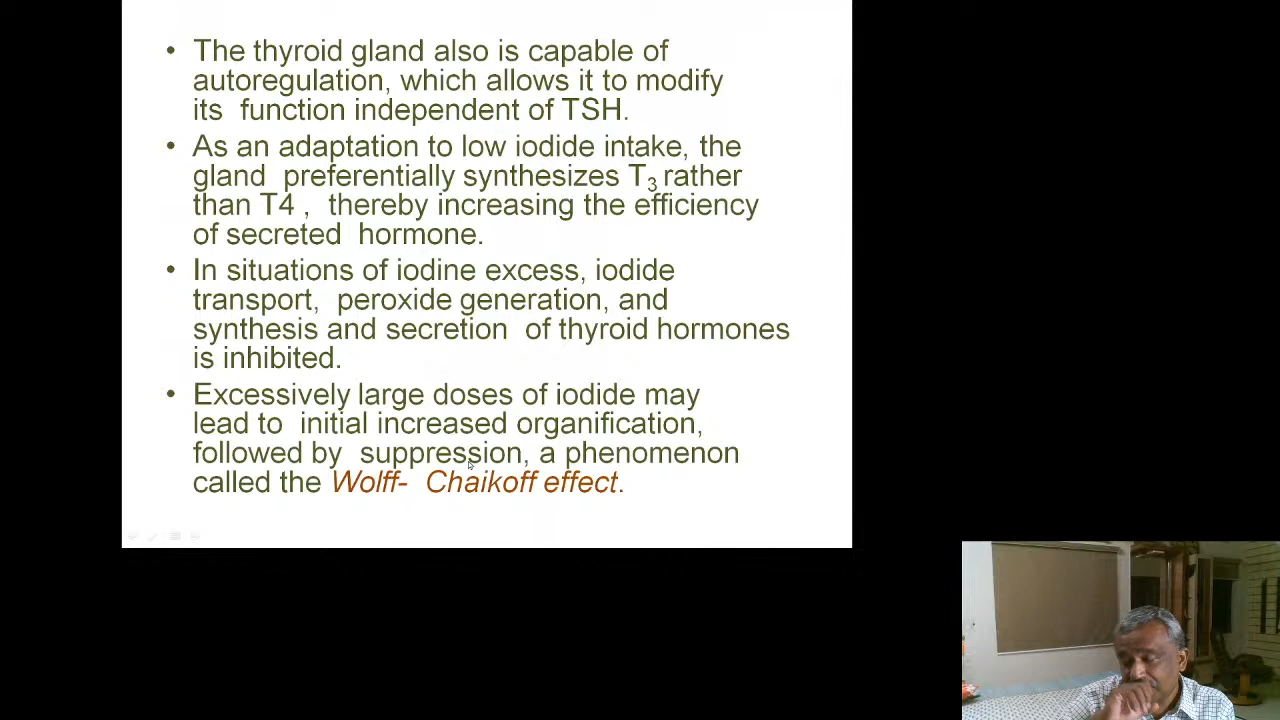 • The thyroid gland also is capable of
autoregulation, which allows it to modify
its function independent of TSH.
• As an adaptation to low iodide intake, the
gland preferentially synthesizes T₃ rather
than T4 , thereby increasing the efficiency
of secreted hormone.
• In situations of iodine excess, iodide
transport, peroxide generation, and
synthesis and secretion of thyroid hormones
is inhibited.
• Excessively large doses of iodide may
lead to initial increased organification,
followed by suppression, a phenomenon
called the Wolff- Chaikoff effect.